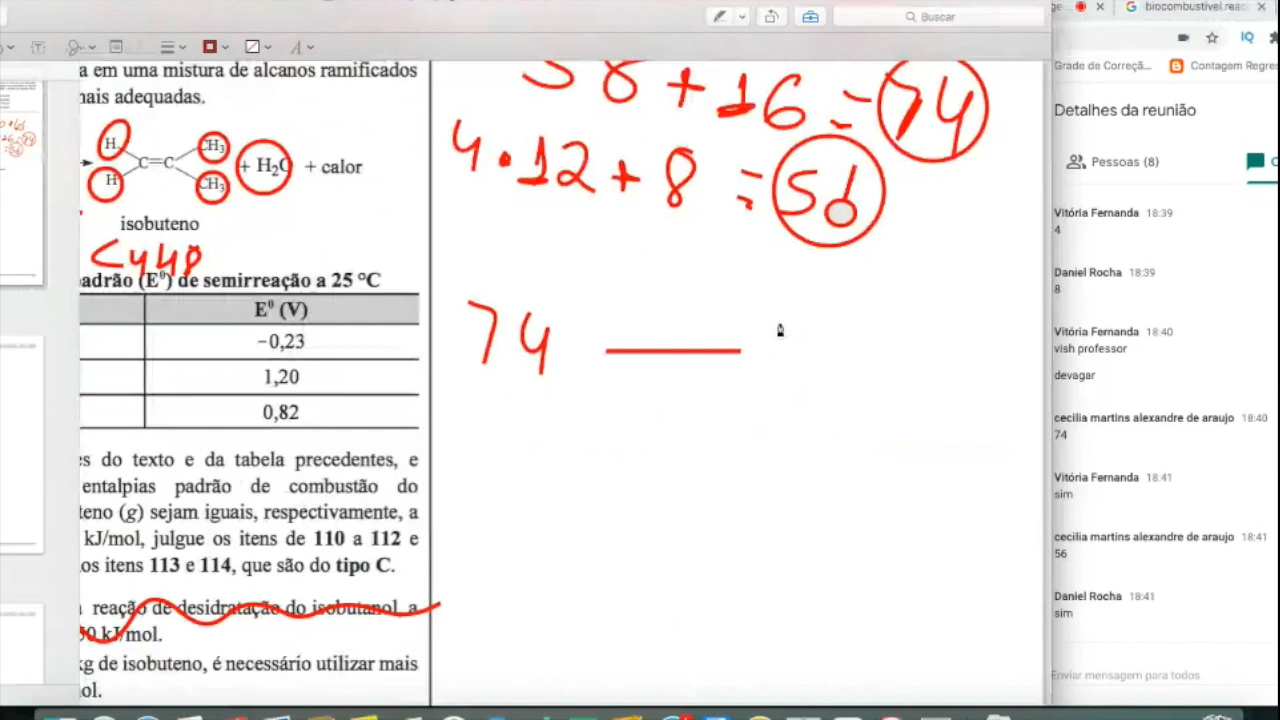 Buscar
biocombustivel.reac
Grade de Correçã...
Contagem Regres
a em uma mistura de alcanos ramificados
nais adequadas.
H
H
C=C
CH3
CH3
+ H2O + calor
isobuteno
C4H8
adrão (E⁰) de semirreação a 25 °C
E⁰ (V)
−0,23
1,20
0,82
es do texto e da tabela precedentes, e
entalpias padrão de combustão do
teno (g) sejam iguais, respectivamente, a
kJ/mol, julgue os itens de 110 a 112 e
os itens 113 e 114, que são do tipo C.
reação de desidratação do isobutanol a
50 kJ/mol.
kg de isobuteno, é necessário utilizar mais
ol.
58 + 16 = 74
4 · 12 + 8 = 56
74
Detalhes da reunião
Pessoas (8)
Vitória Fernanda 18:39
4
Daniel Rocha 18:39
8
Vitória Fernanda 18:40
vish professor
devagar
cecilia martins alexandre de araujo 18:40
74
Vitória Fernanda 18:41
sim
cecilia martins alexandre de araujo 18:41
56
Daniel Rocha 18:41
sim
Enviar mensagem para todos